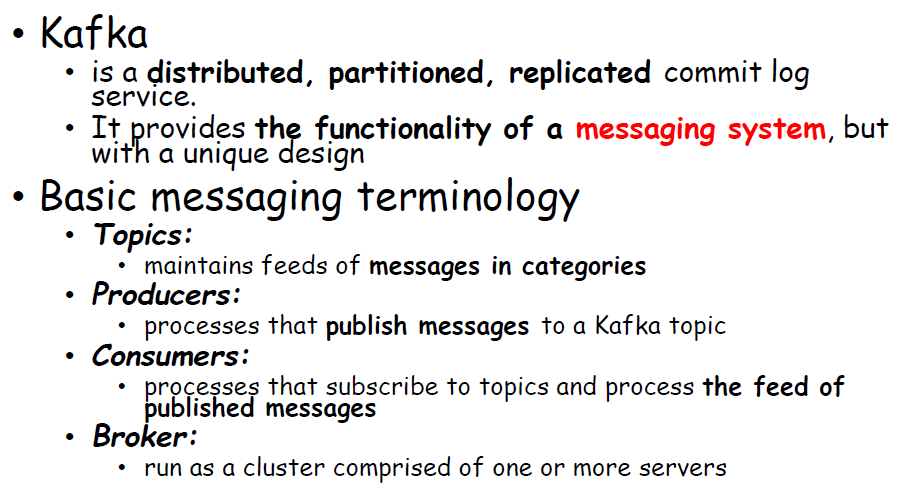 • Kafka
• is a distributed, partitioned, replicated commit log
service.
• It provides the functionality of a messaging system, but
with a unique design
• Basic messaging terminology
• Topics:
• maintains feeds of messages in categories
• Producers:
• processes that publish messages to a Kafka topic
• Consumers:
• processes that subscribe to topics and process the feed of
published messages
• Broker:
• run as a cluster comprised of one or more servers